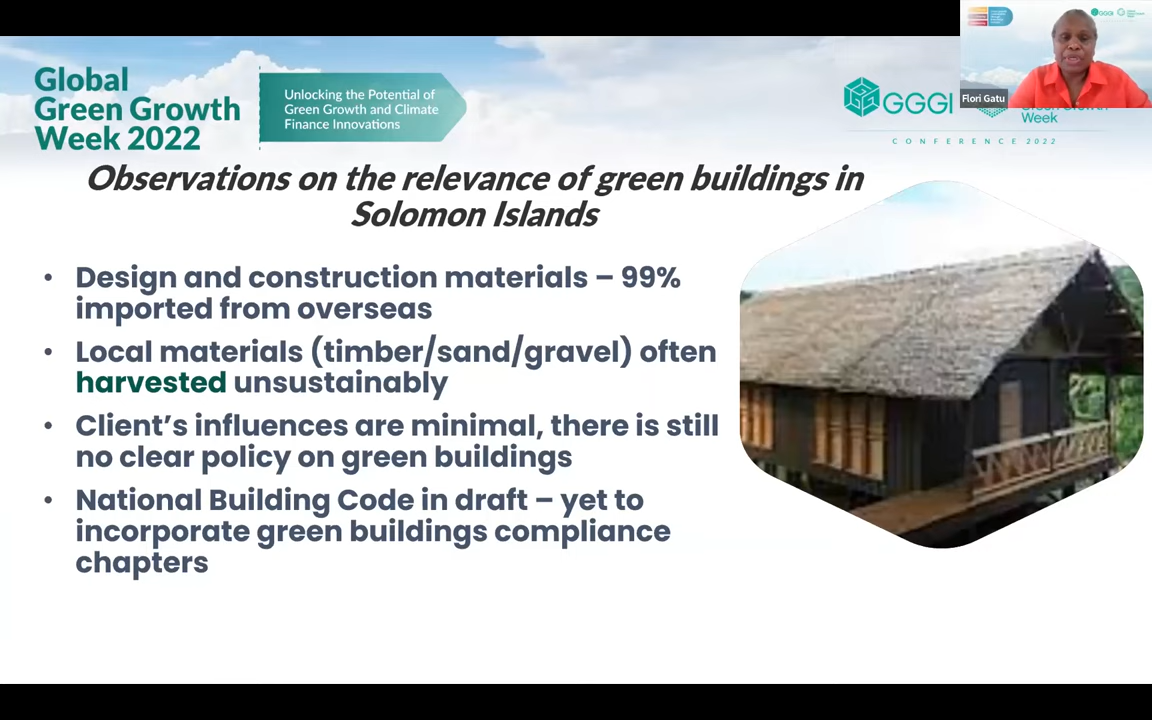 Global
Green Growth
Week 2022
Unlocking the Potential of
Green Growth and Climate
Finance Innovations
GGGI
Week
CONFERENCE 2022
Flori Gatu
Observations on the relevance of green buildings in
Solomon Islands
• Design and construction materials – 99%
imported from overseas
• Local materials (timber/sand/gravel) often
harvested unsustainably
• Client’s influences are minimal, there is still
no clear policy on green buildings
• National Building Code in draft – yet to
incorporate green buildings compliance
chapters